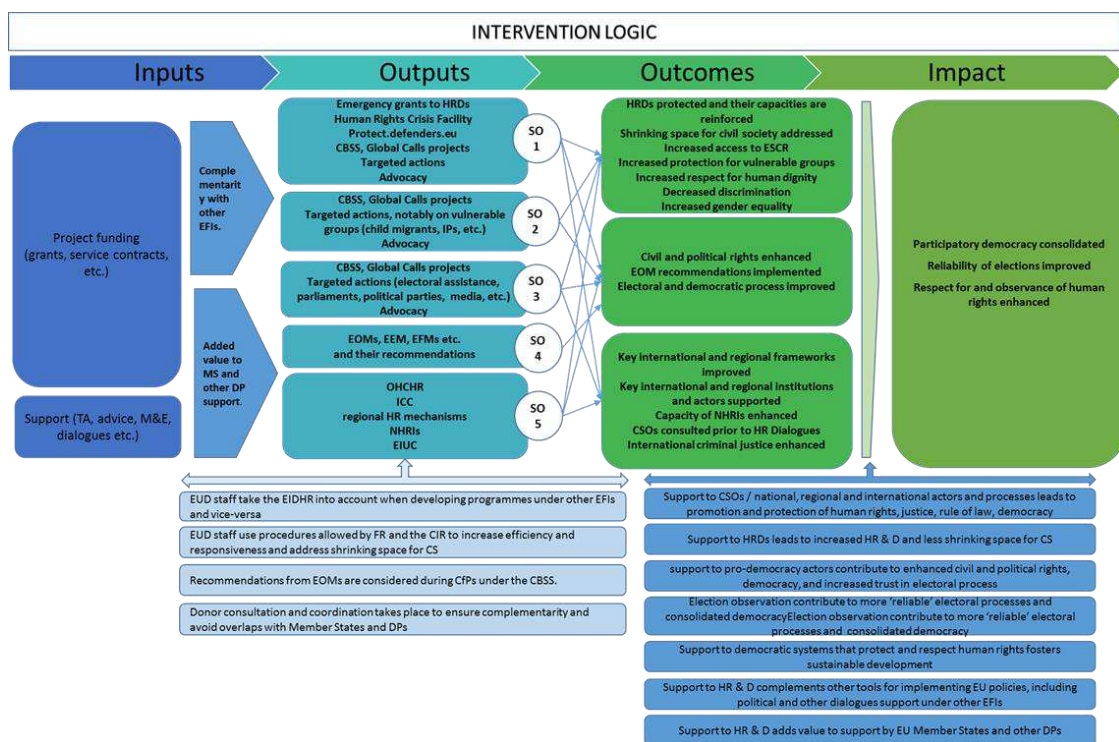 INTERVENTION LOGIC
Inputs
Outputs
Outcomes
Impact
Project funding
(grants, service contracts,
etc.)
Support (TA, advice, M&E,
dialogues etc.)
Comple
mentarit
y with
other
EFIs.
Added
value to
MS and
other DP
support.
Emergency grants to HRDs
Human Rights Crisis Facility
Protect.defenders.eu
CBSS, Global Calls projects
Targeted actions
Advocacy
CBSS, Global Calls projects
Targeted actions, notably on vulnerable
groups (child migrants, IPs, etc.)
Advocacy
CBSS, Global Calls projects
Targeted actions (electoral assistance,
parliaments, political parties, media, etc.)
Advocacy
EOMs, EEM, EFMs etc.
and their recommendations
OHCHR
ICC
regional HR mechanisms
NHRIs
EIUC
SO
1
SO
2
SO
3
SO
4
SO
5
HRDs protected and their capacities are
reinforced
Shrinking space for civil society addressed
Increased access to ESCR
Increased protection for vulnerable groups
Increased respect for human dignity
Decreased discrimination
Increased gender equality
Civil and political rights enhanced
EOM recommendations implemented
Electoral and democratic process improved
Key international and regional frameworks
improved
Key international and regional institutions
and actors supported
Capacity of NHRIs enhanced
CSOs consulted prior to HR Dialogues
International criminal justice enhanced
Participatory democracy consolidated
Reliability of elections improved
Respect for and observance of human
rights enhanced
EUD staff take the EIDHR into account when developing programmes under other EFIs
and vice-versa
EUD staff use procedures allowed by FR and the CIR to increase efficiency and
responsiveness and address shrinking space for CS
Recommendations from EOMs are considered during CfPs under the CBSS.
Donor consultation and coordination takes place to ensure complementarity and
avoid overlaps with Member States and DPs
Support to CSOs / national, regional and international actors and processes leads to
promotion and protection of human rights, justice, rule of law, democracy
Support to HRDs leads to increased HR & D and less shrinking space for CS
support to pro-democracy actors contribute to enhanced civil and political rights,
democracy, and increased trust in electoral process
Election observation contribute to more ‘reliable’ electoral processes and
consolidated democracyElection observation contribute to more ‘reliable’ electoral
processes and consolidated democracy
Support to democratic systems that protect and respect human rights fosters
sustainable development
Support to HR & D complements other tools for implementing EU policies, including
political and other dialogues support under other EFIs
Support to HR & D adds value to support by EU Member States and other DPs